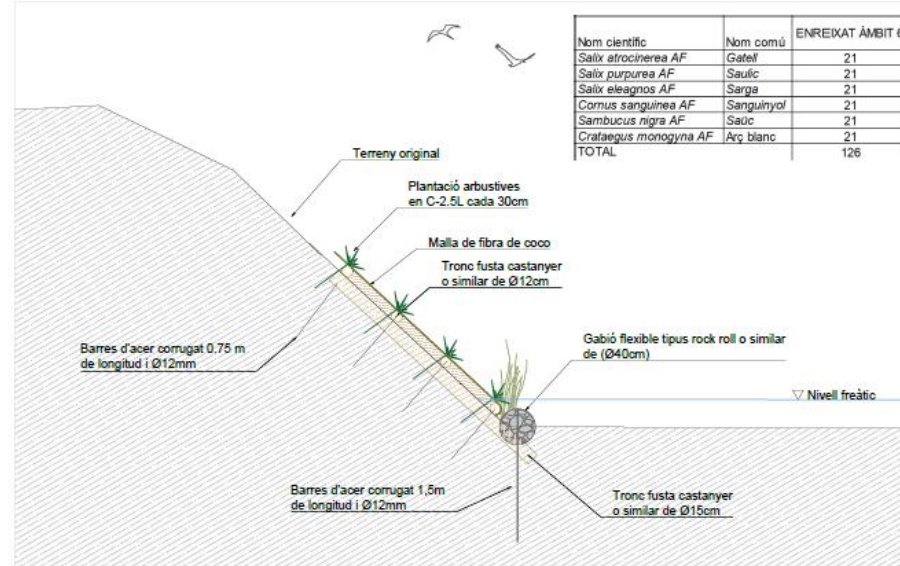 Nom científic Nom comú ENREIXAT ÀMBIT 6
Salix atrocinerea AF Gatell 21
Salix purpurea AF Saulic 21
Salix eleagnos AF Sarga 21
Cornus sanguinea AF Sanguinyol 21
Sambucus nigra AF Saüc 21
Crataegus monogyna AF Arç blanc 21
TOTAL 126
Terreny original
Plantació arbustives
en C-2.5L cada 30cm
Malla de fibra de coco
Tronc fusta castanyer
o similar de Ø12cm
Barres d'acer corrugat 0.75 m
de longitud i Ø12mm
Gabió flexible tipus rock roll o similar
de (Ø40cm)
Nivell freàtic
Barres d'acer corrugat 1,5m
de longitud i Ø12mm
Tronc fusta castanyer
o similar de Ø15cm